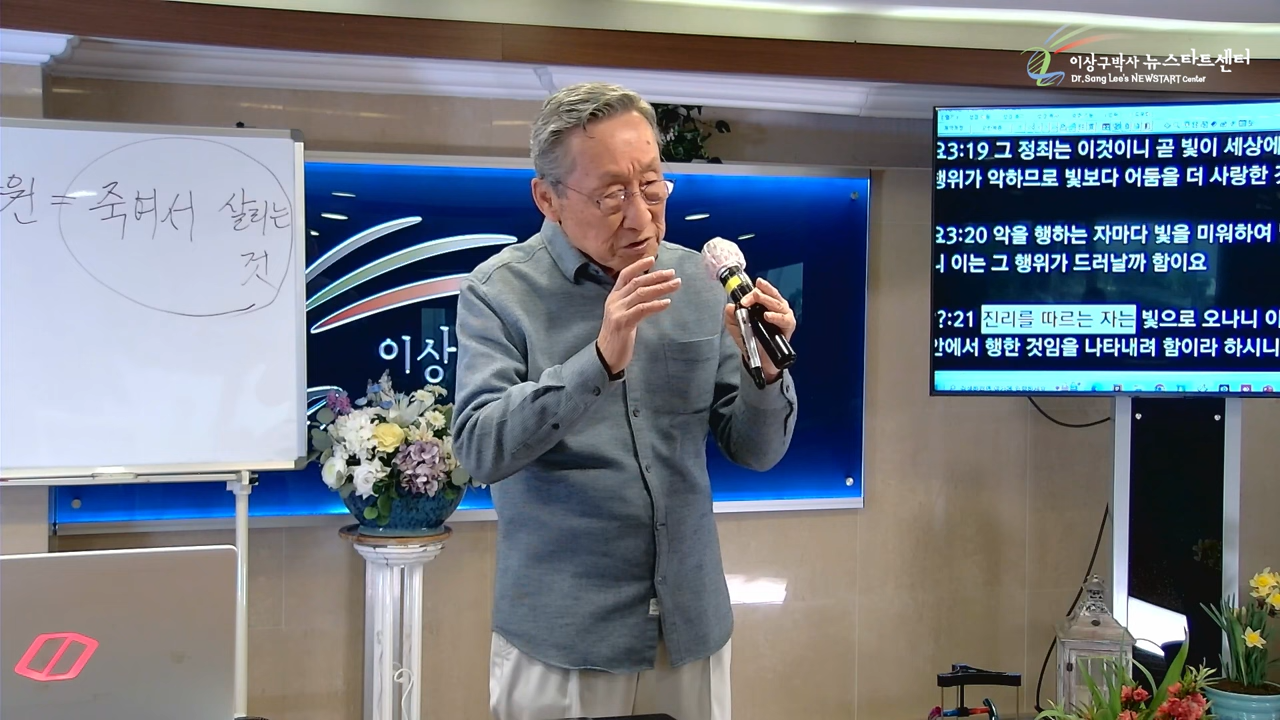 이상구박사 뉴스타트센터
Dr. Sang Lee's NEWSTART Center
원 = 죽여서 살리는
것
이상
요3:19 그 정죄는 이것이니 곧 빛이 세상에
행위가 악하므로 빛보다 어둠을 더 사랑한
3:20 악을 행하는 자마다 빛을 미워하여
니 이는 그 행위가 드러날까 함이요
:21 진리를 따르는 자는 빛으로 오나니
안에서 행한 것임을 나타내려 함이라 하시니